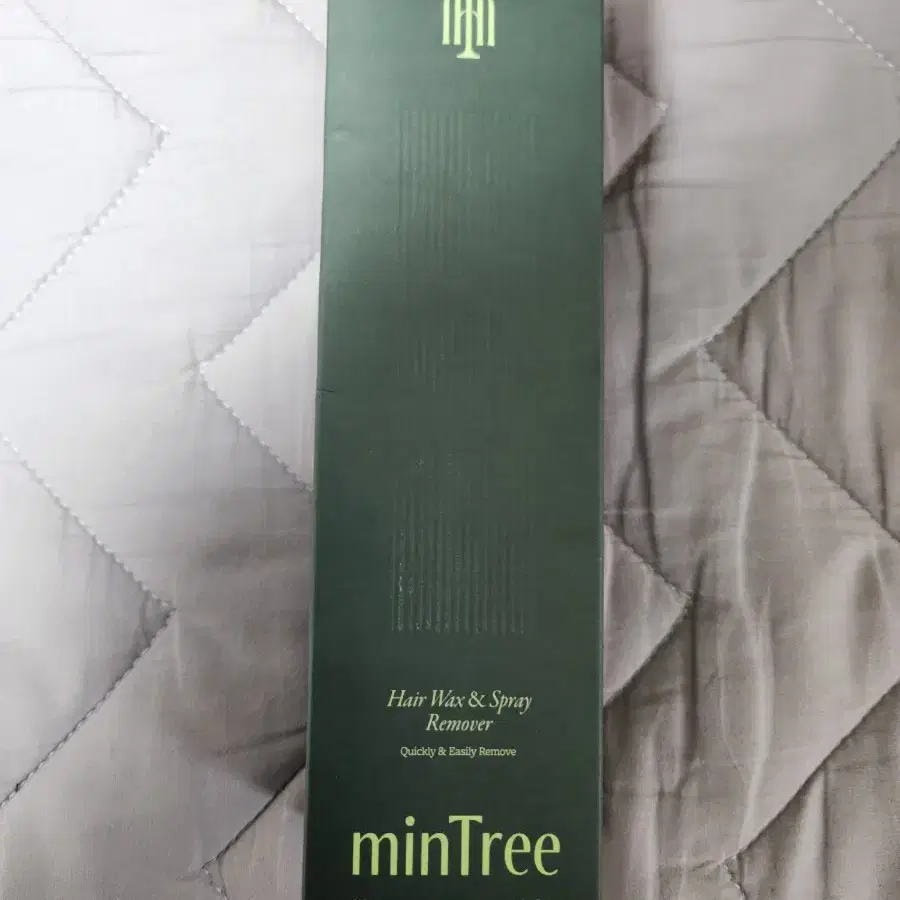 Hair Wax & Spray
Remover
Quickly & Easily Remove
minTree